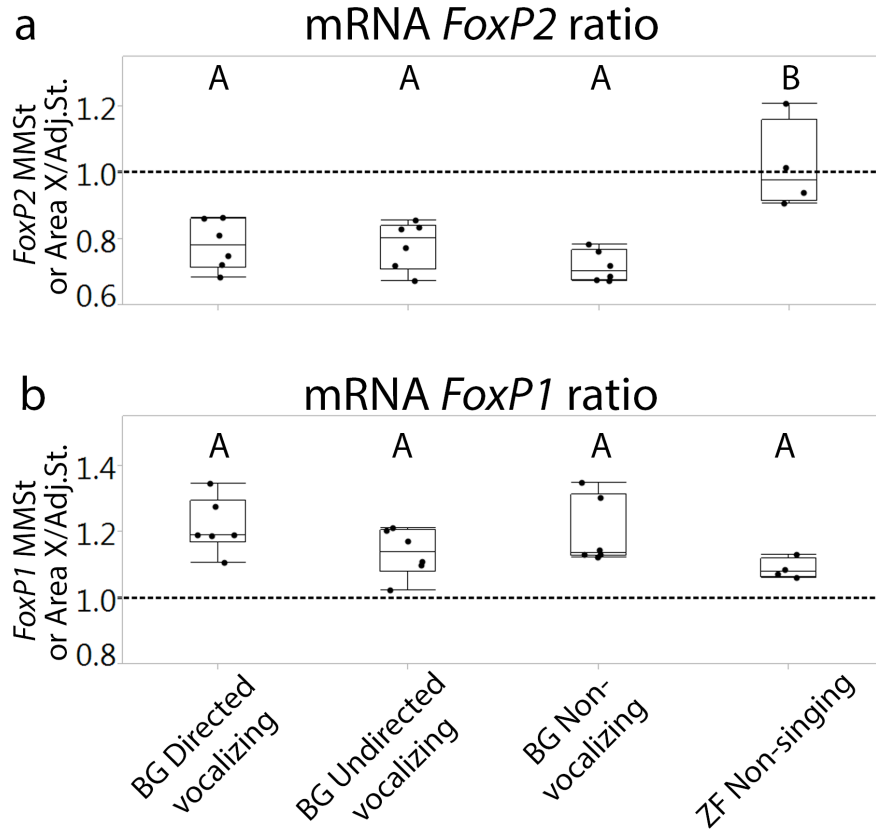 a
mRNA FoxP2 ratio
FoxP2 MMSt
or Area X/Adj.St.
1.2
1.0
0.8
0.6
A
A
A
B
b
mRNA FoxP1 ratio
FoxP1 MMSt
or Area X/Adj.St.
1.4
1.2
1.0
0.8
A
A
A
A
BG Directed
vocalizing
BG Undirected
vocalizing
BG Non-
vocalizing
ZF Non-singing